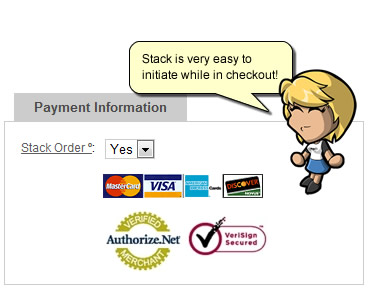 Stack is very easy to
initiate while in checkout!
Payment Information
Stack Order º:
Yes
MasterCard
VISA
AMERICAN EXPRESS
Cards
DISCOVER
NOVUS
VERIFIED
Authorize.Net
MERCHANT
VeriSign
Secured